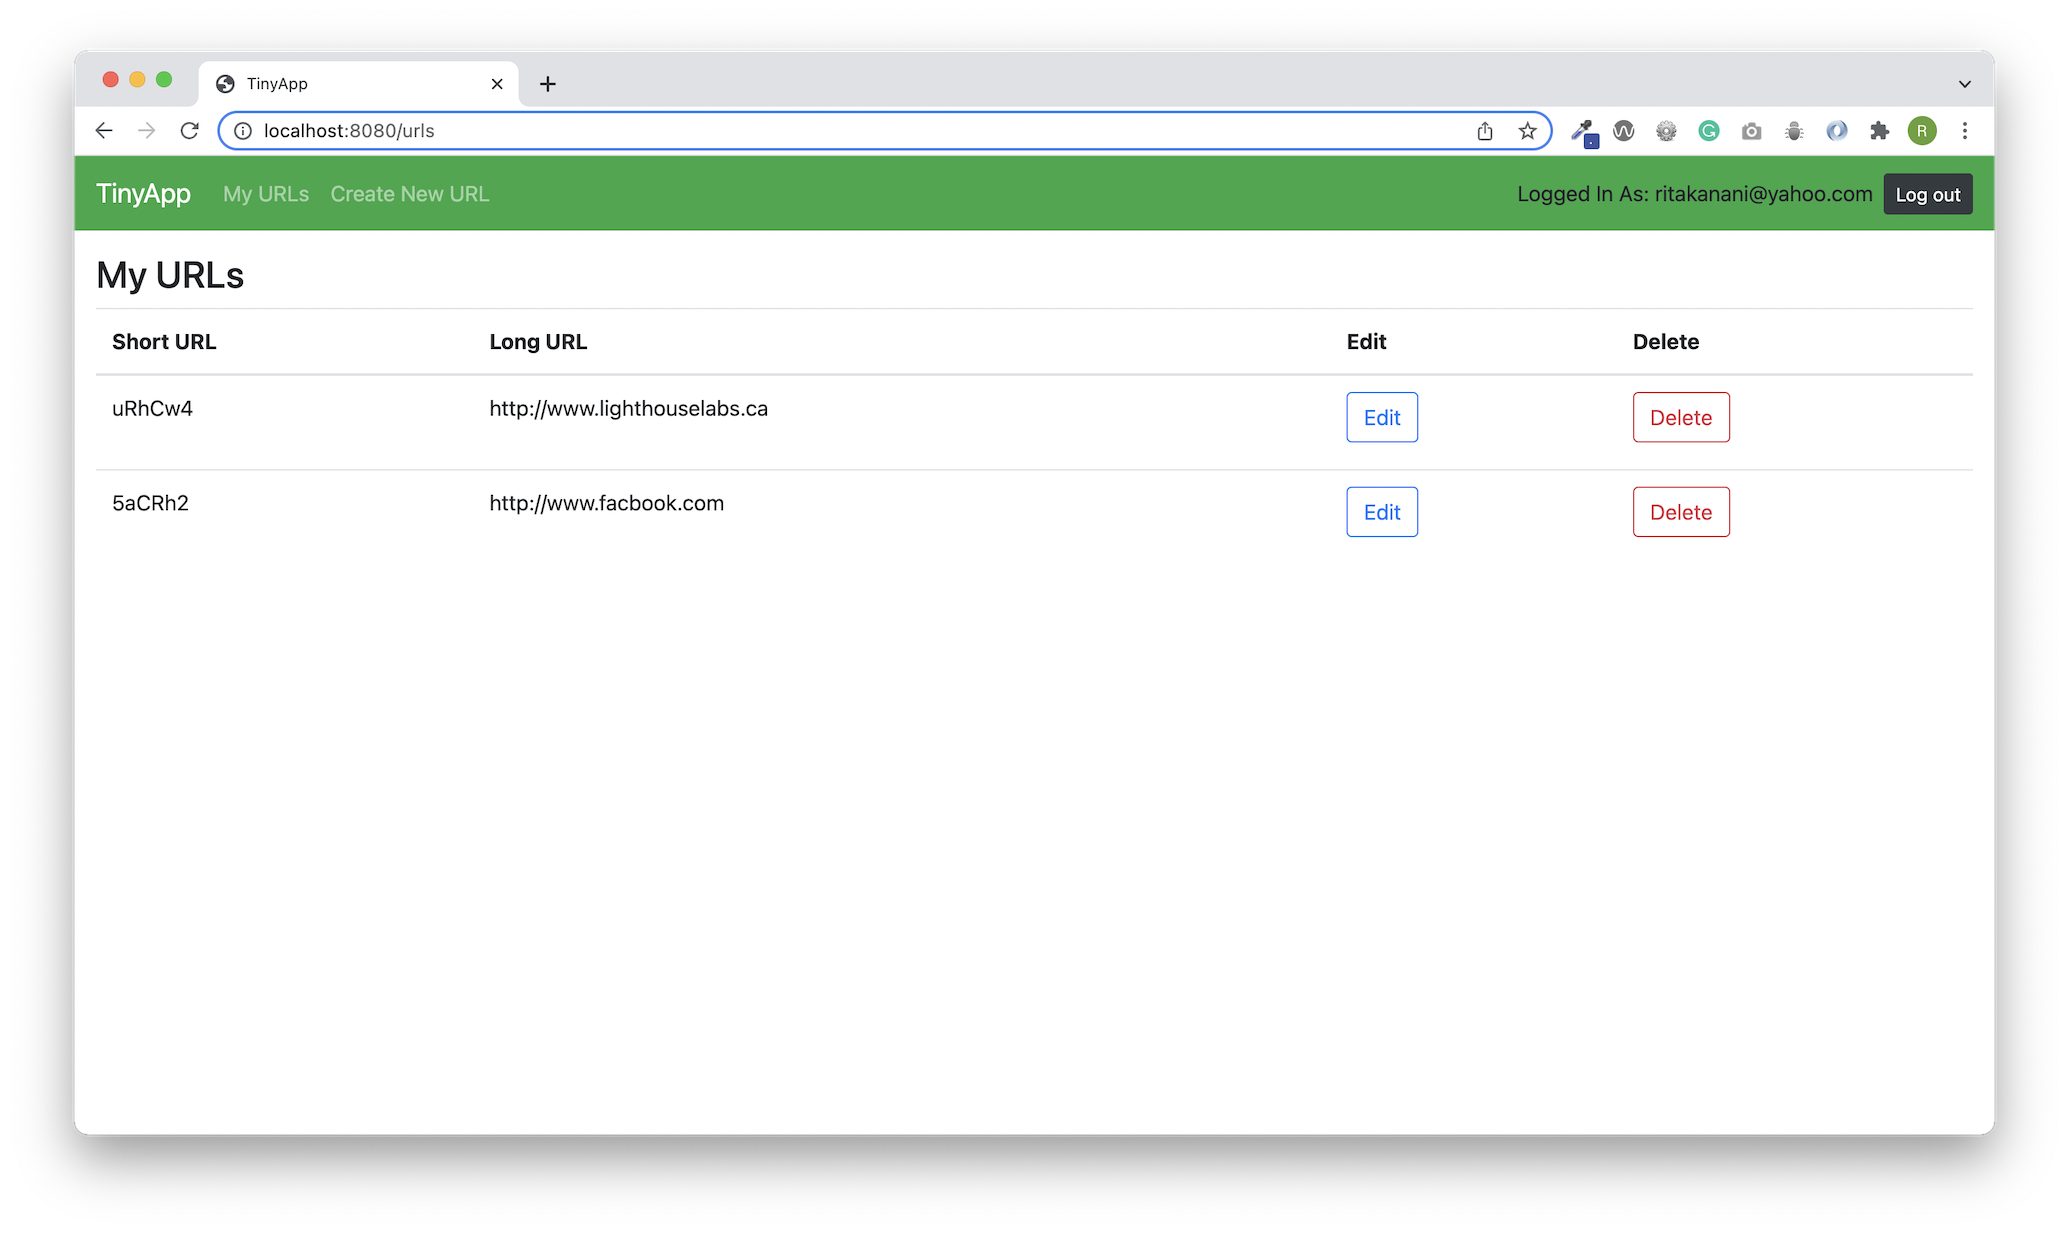 TinyApp
localhost:8080/urls
R
TinyApp My URLs Create New URL Logged In As: ritakanani@yahoo.com Log out
My URLs
Short URL Long URL Edit Delete
uRhCw4 http://www.lighthouselabs.ca Edit Delete
5aCRh2 http://www.facbook.com Edit Delete